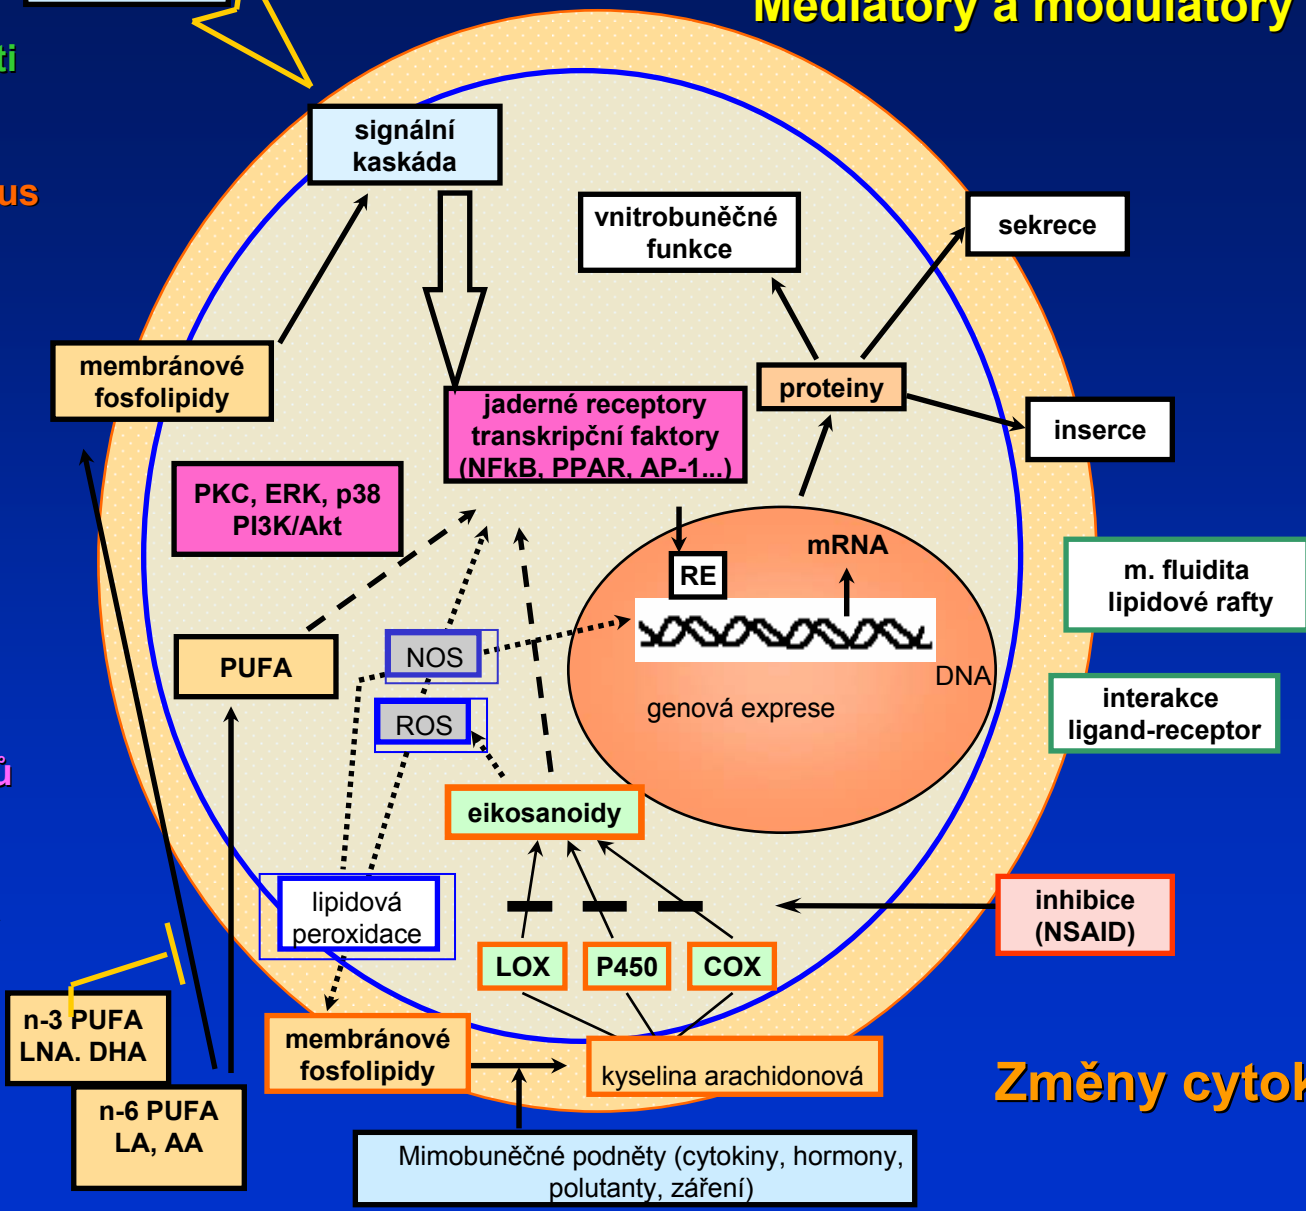 Mediátory a modulátory
ti
us
signální
kaskáda
vnitrobuněčné
funkce
sekrece
membránové
fosfolipidy
jaderné receptory
transkripční faktory
(NFkB, PPAR, AP-1...)
proteiny
inserce
PKC, ERK, p38
PI3K/Akt
mRNA
RE
m. fluidita
lipidové rafty
PUFA
NOS
DNA
interakce
ligand-receptor
genová exprese
ROS
ů
eikosanoidy
lipidová
peroxidace
inhibice
(NSAID)
LOX
P450
COX
n-3 PUFA
LNA. DHA
membránové
fosfolipidy
kyselina arachidonová
Změny cytok
n-6 PUFA
LA, AA
Mimobuněčné podněty (cytokiny, hormony,
polutanty, záření)